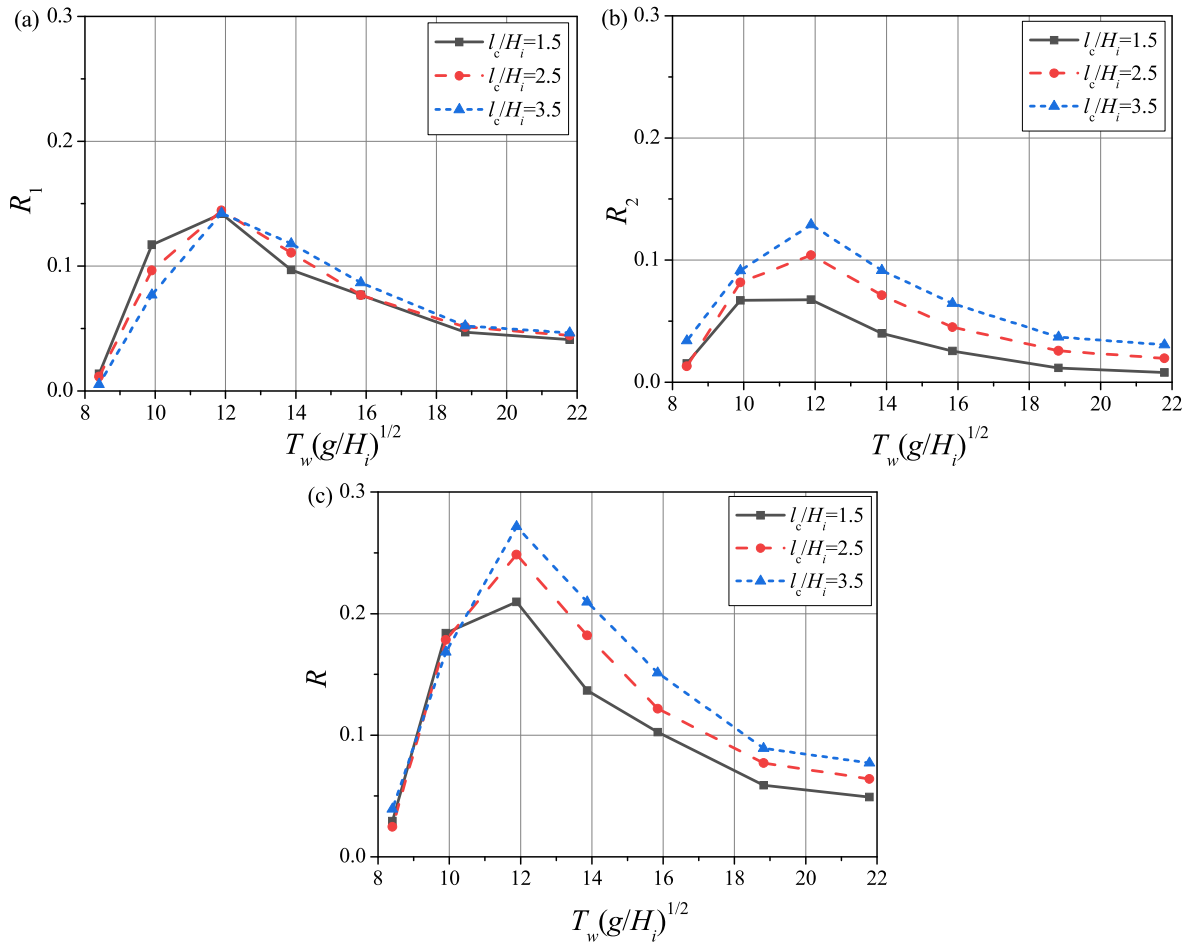 (a)
0.3
0.2
0.1
0.0
R₁
l_c/H_i=1.5
l_c/H_i=2.5
l_c/H_i=3.5
8 10 12 14 16 18 20 22
T_w(g/H_i)^1/2
(b)
0.3
0.2
0.1
0.0
R₂
l_c/H_i=1.5
l_c/H_i=2.5
l_c/H_i=3.5
8 10 12 14 16 18 20 22
T_w(g/H_i)^1/2
(c)
0.3
0.2
0.1
0.0
R
l_c/H_i=1.5
l_c/H_i=2.5
l_c/H_i=3.5
8 10 12 14 16 18 20 22
T_w(g/H_i)^1/2